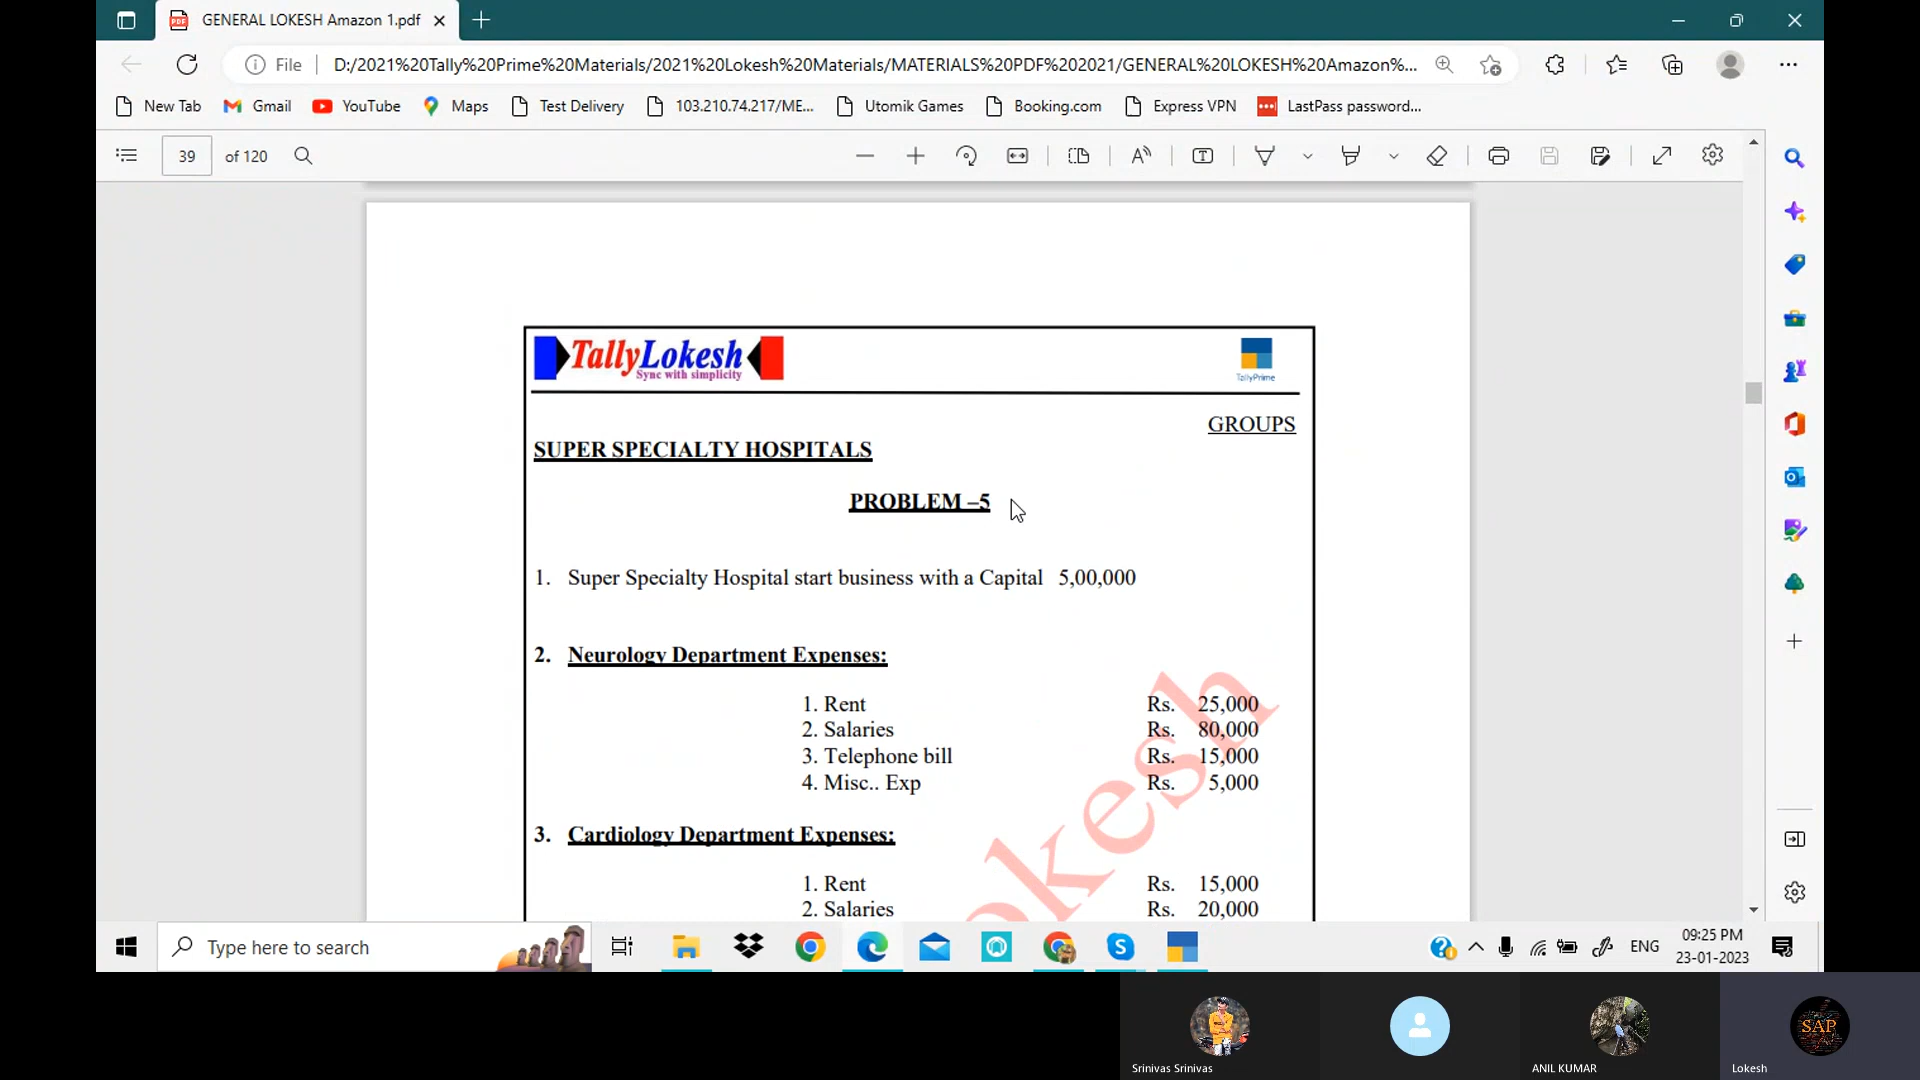 GENERAL LOKESH Amazon 1.pdf
File
D:/2021%20Tally%20Prime%20Materials/2021%20Lokesh%20Materials/MATERIALS%20PDF%202021/GENERAL%20LOKESH%20Amazon%...
New Tab
Gmail
YouTube
Maps
Test Delivery
103.210.74.217/ME...
Utomik Games
Booking.com
Express VPN
LastPass password...
39 of 120
TallyLokesh
Sync with simplicity
TallyPrime
GROUPS
SUPER SPECIALTY HOSPITALS
PROBLEM –5
1. Super Specialty Hospital start business with a Capital 5,00,000
2. Neurology Department Expenses:
1. Rent Rs. 25,000
2. Salaries Rs. 80,000
3. Telephone bill Rs. 15,000
4. Misc.. Exp Rs. 5,000
3. Cardiology Department Expenses:
1. Rent Rs. 15,000
2. Salaries Rs. 20,000
okesh
Type here to search
ENG
09:25 PM
23-01-2023
SAP
Srinivas Srinivas
ANIL KUMAR
Lokesh